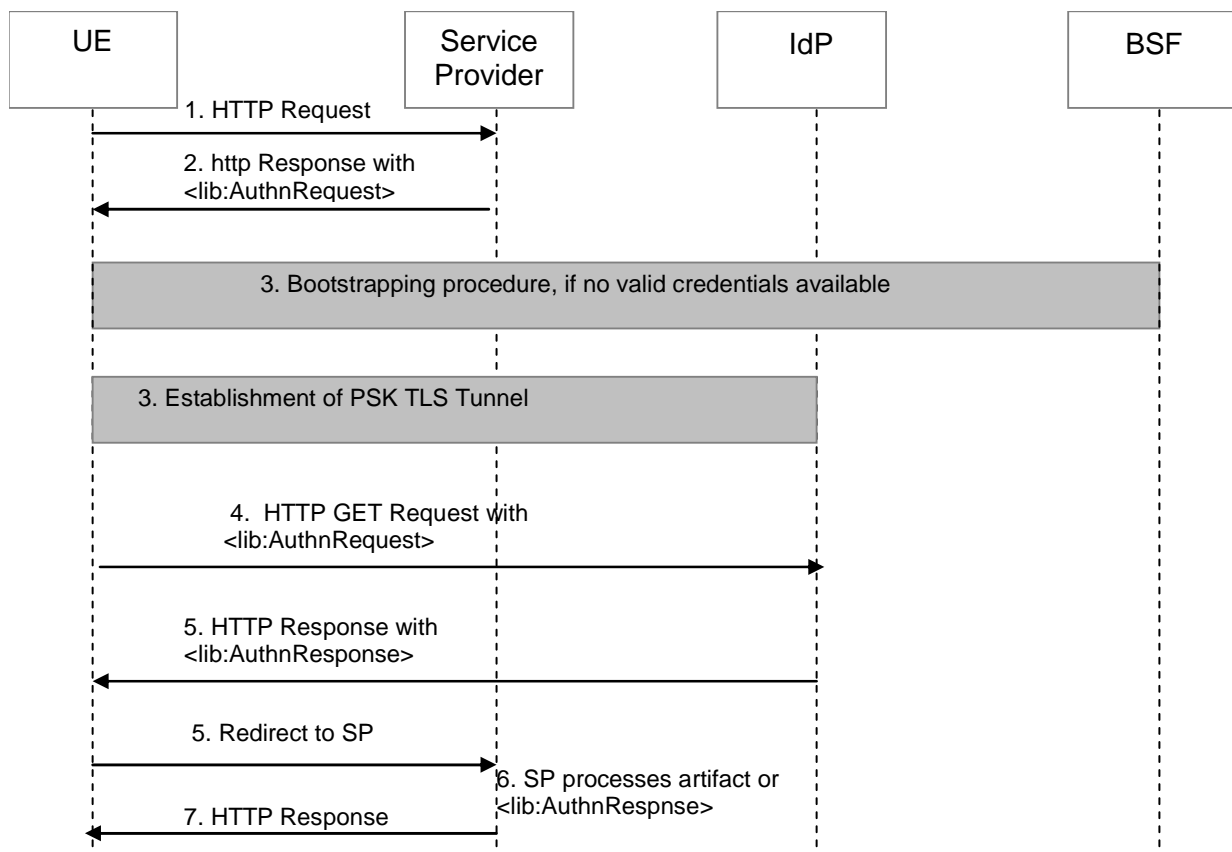 UE
Service
Provider
IdP
BSF
1. HTTP Request
2. http Response with
<lib:AuthnRequest>
3. Bootstrapping procedure, if no valid credentials available
3. Establishment of PSK TLS Tunnel
4. HTTP GET Request with
<lib:AuthnRequest>
5. HTTP Response with
<lib:AuthnResponse>
5. Redirect to SP
6. SP processes artifact or
<lib:AuthnRespnse>
7. HTTP Response